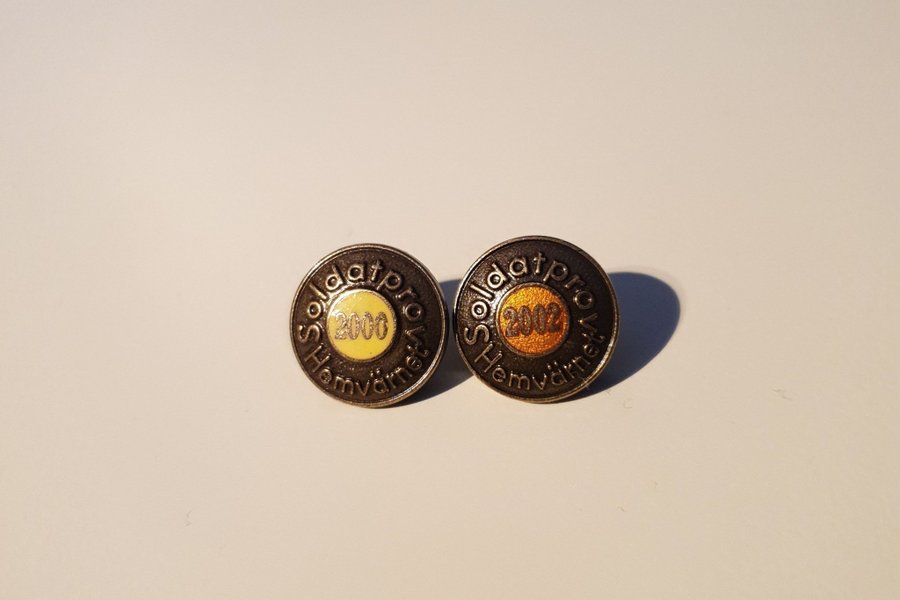 Soldatprov
2000
Hemvärnet
Soldatprov
2002
Hemvärnet